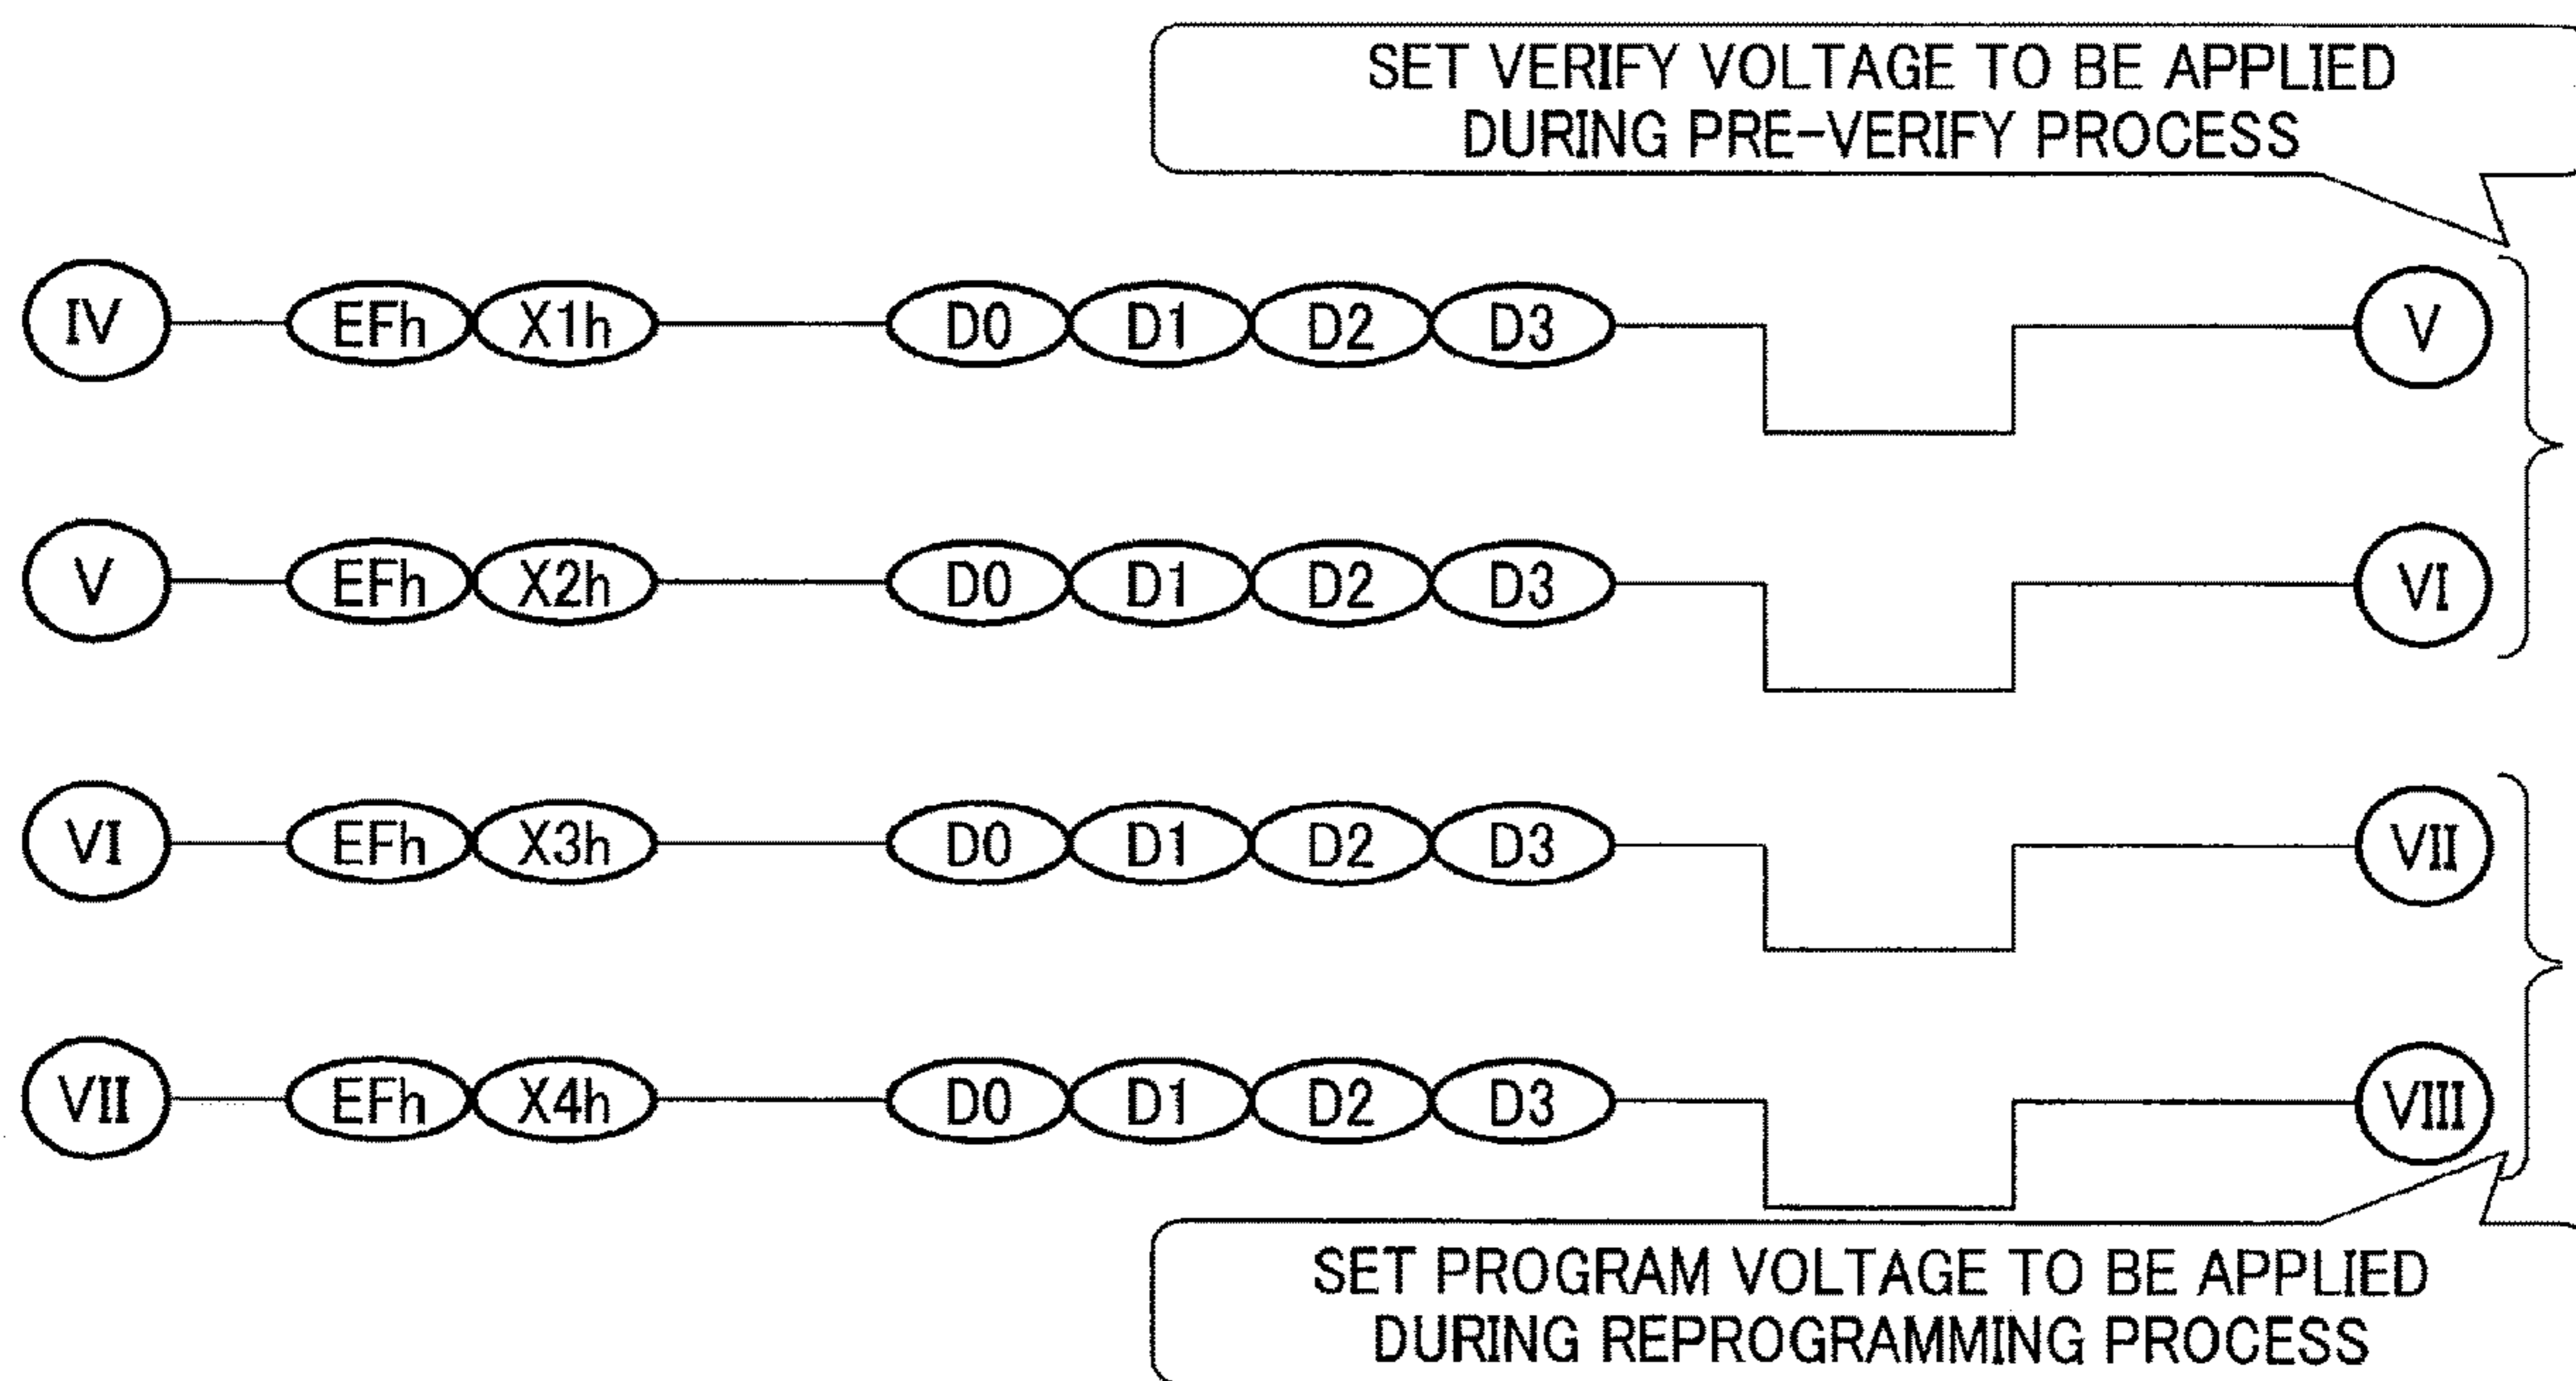 SET VERIFY VOLTAGE TO BE APPLIED
DURING PRE-VERIFY PROCESS
IV EFh X1h D0 D1 D2 D3 V
V EFh X2h D0 D1 D2 D3 VI
VI EFh X3h D0 D1 D2 D3 VII
VII EFh X4h D0 D1 D2 D3 VIII
SET PROGRAM VOLTAGE TO BE APPLIED
DURING REPROGRAMMING PROCESS